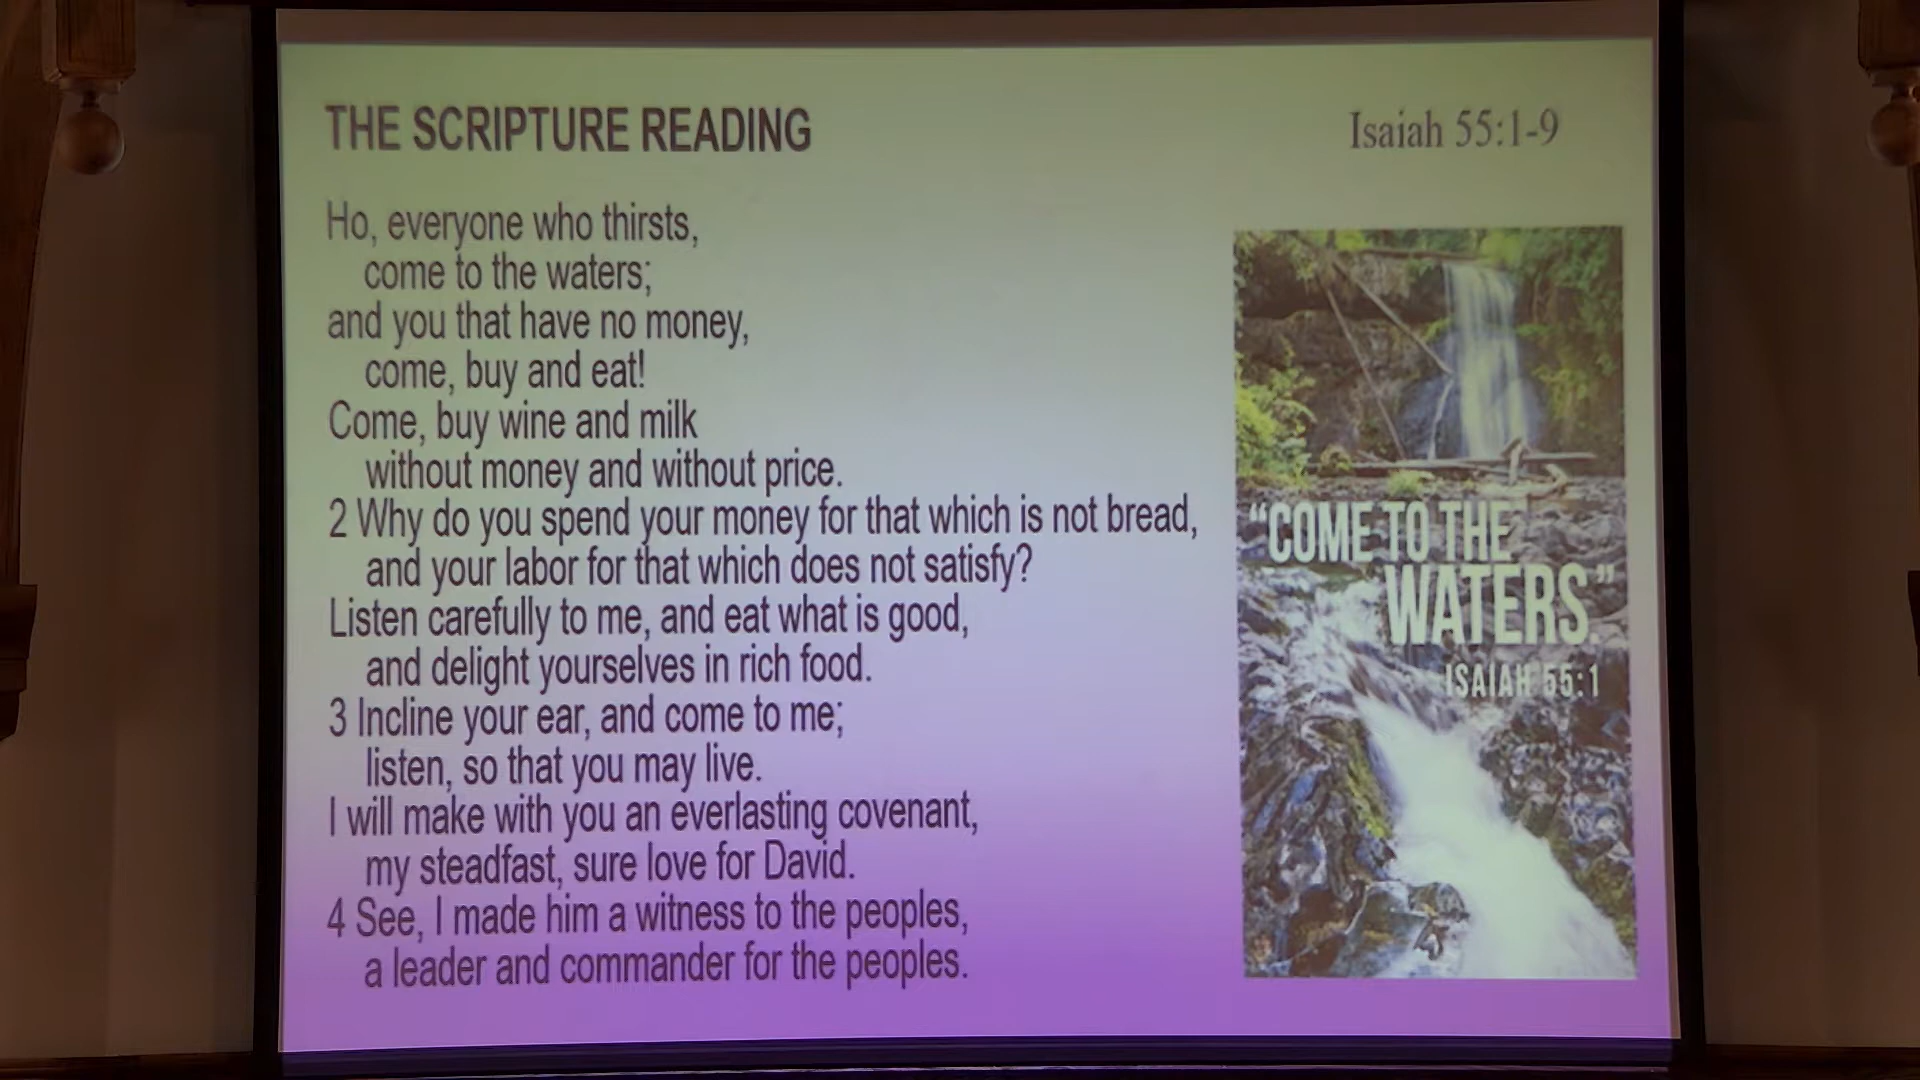 THE SCRIPTURE READING
Isaiah 55:1-9
Ho, everyone who thirsts,
come to the waters;
and you that have no money,
come, buy and eat!
Come, buy wine and milk
without money and without price.
2 Why do you spend your money for that which is not bread,
and your labor for that which does not satisfy?
Listen carefully to me, and eat what is good,
and delight yourselves in rich food.
3 Incline your ear, and come to me;
listen, so that you may live.
I will make with you an everlasting covenant,
my steadfast, sure love for David.
4 See, I made him a witness to the peoples,
a leader and commander for the peoples.
“COME TO THE
WATERS”
ISAIAH 55:1